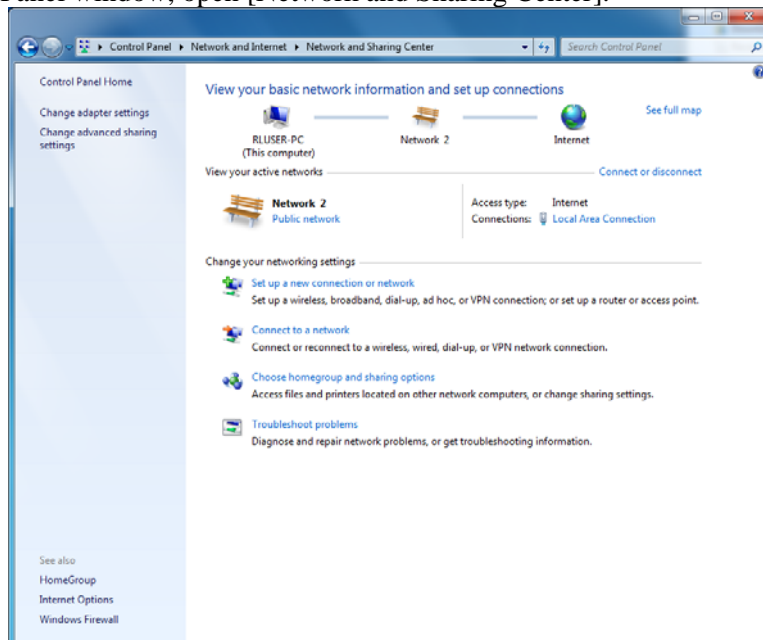 Panel window, open [Network and Sharing Center].
Control Panel ▸ Network and Internet ▸ Network and Sharing Center
Search Control Panel
Control Panel Home
Change adapter settings
Change advanced sharing
settings
View your basic network information and set up connections
See full map
RLUSER-PC
(This computer)
Network 2
Internet
View your active networks
Connect or disconnect
Network 2
Public network
Access type: Internet
Connections: Local Area Connection
Change your networking settings
Set up a new connection or network
Set up a wireless, broadband, dial-up, ad hoc, or VPN connection; or set up a router or access point.
Connect to a network
Connect or reconnect to a wireless, wired, dial-up, or VPN network connection.
Choose homegroup and sharing options
Access files and printers located on other network computers, or change sharing settings.
Troubleshoot problems
Diagnose and repair network problems, or get troubleshooting information.
See also
HomeGroup
Internet Options
Windows Firewall